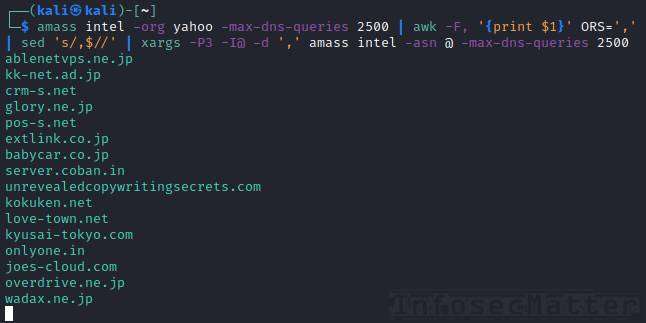 ┌──(kali㉿kali)-[~]
└─$ amass intel -org yahoo -max-dns-queries 2500 | awk -F, '{print $1}' ORS=','
| sed 's/,$//' | xargs -P3 -I@ -d ',' amass intel -asn @ -max-dns-queries 2500
ablenetvps.ne.jp
kk-net.ad.jp
crm-s.net
glory.ne.jp
pos-s.net
extlink.co.jp
babycar.co.jp
server.coban.in
unrevealedcopywritingsecrets.com
kokuken.net
love-town.net
kyusai-tokyo.com
onlyone.in
joes-cloud.com
overdrive.ne.jp
wadax.ne.jp
InfosecMatter